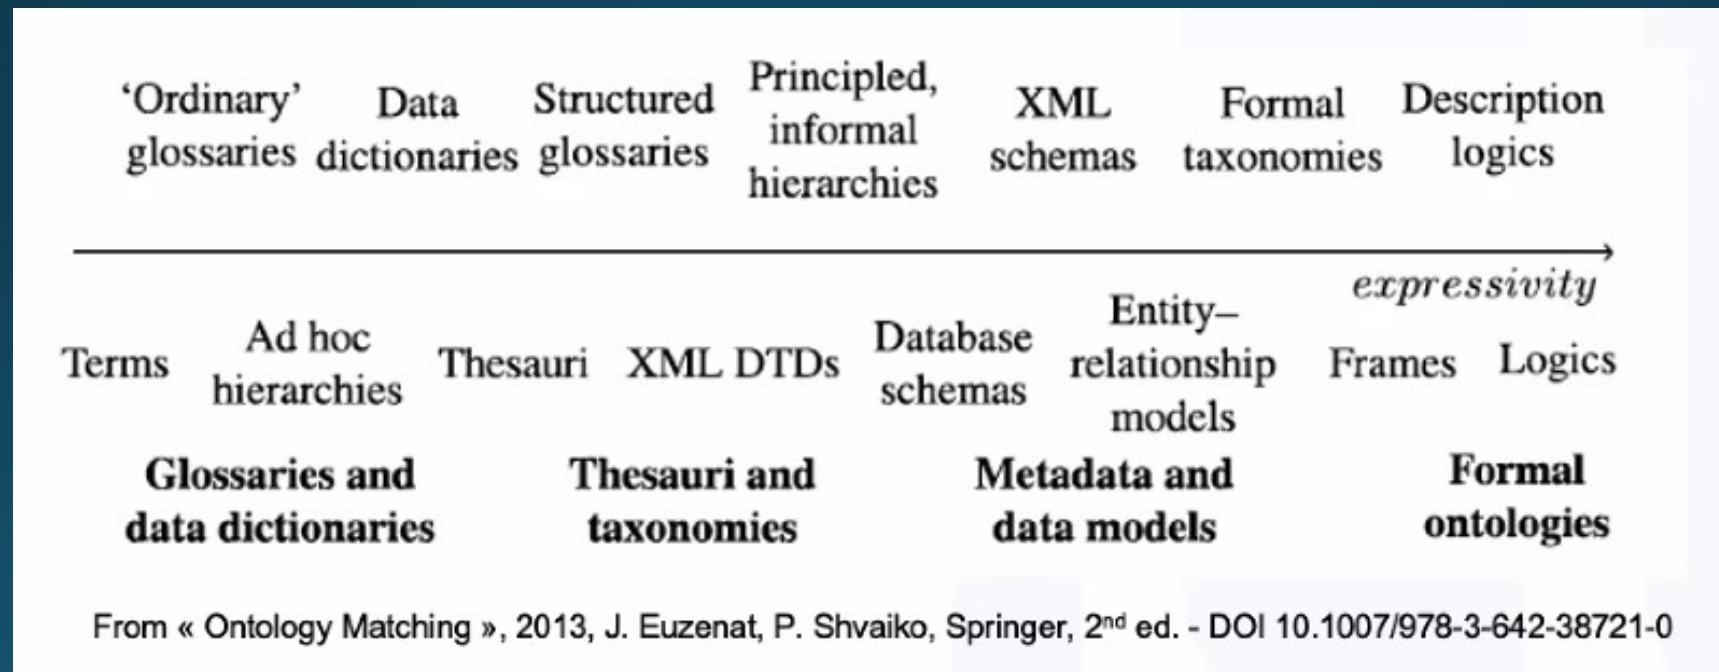 ‘Ordinary’
glossaries
Data
dictionaries
Structured
glossaries
Principled,
informal
hierarchies
XML
schemas
Formal
taxonomies
Description
logics
expressivity
Terms
Ad hoc
hierarchies
Thesauri
XML DTDs
Database
schemas
Entity–
relationship
models
Frames
Logics
Glossaries and
data dictionaries
Thesauri and
taxonomies
Metadata and
data models
Formal
ontologies
From « Ontology Matching », 2013, J. Euzenat, P. Shvaiko, Springer, 2nd ed. - DOI 10.1007/978-3-642-38721-0